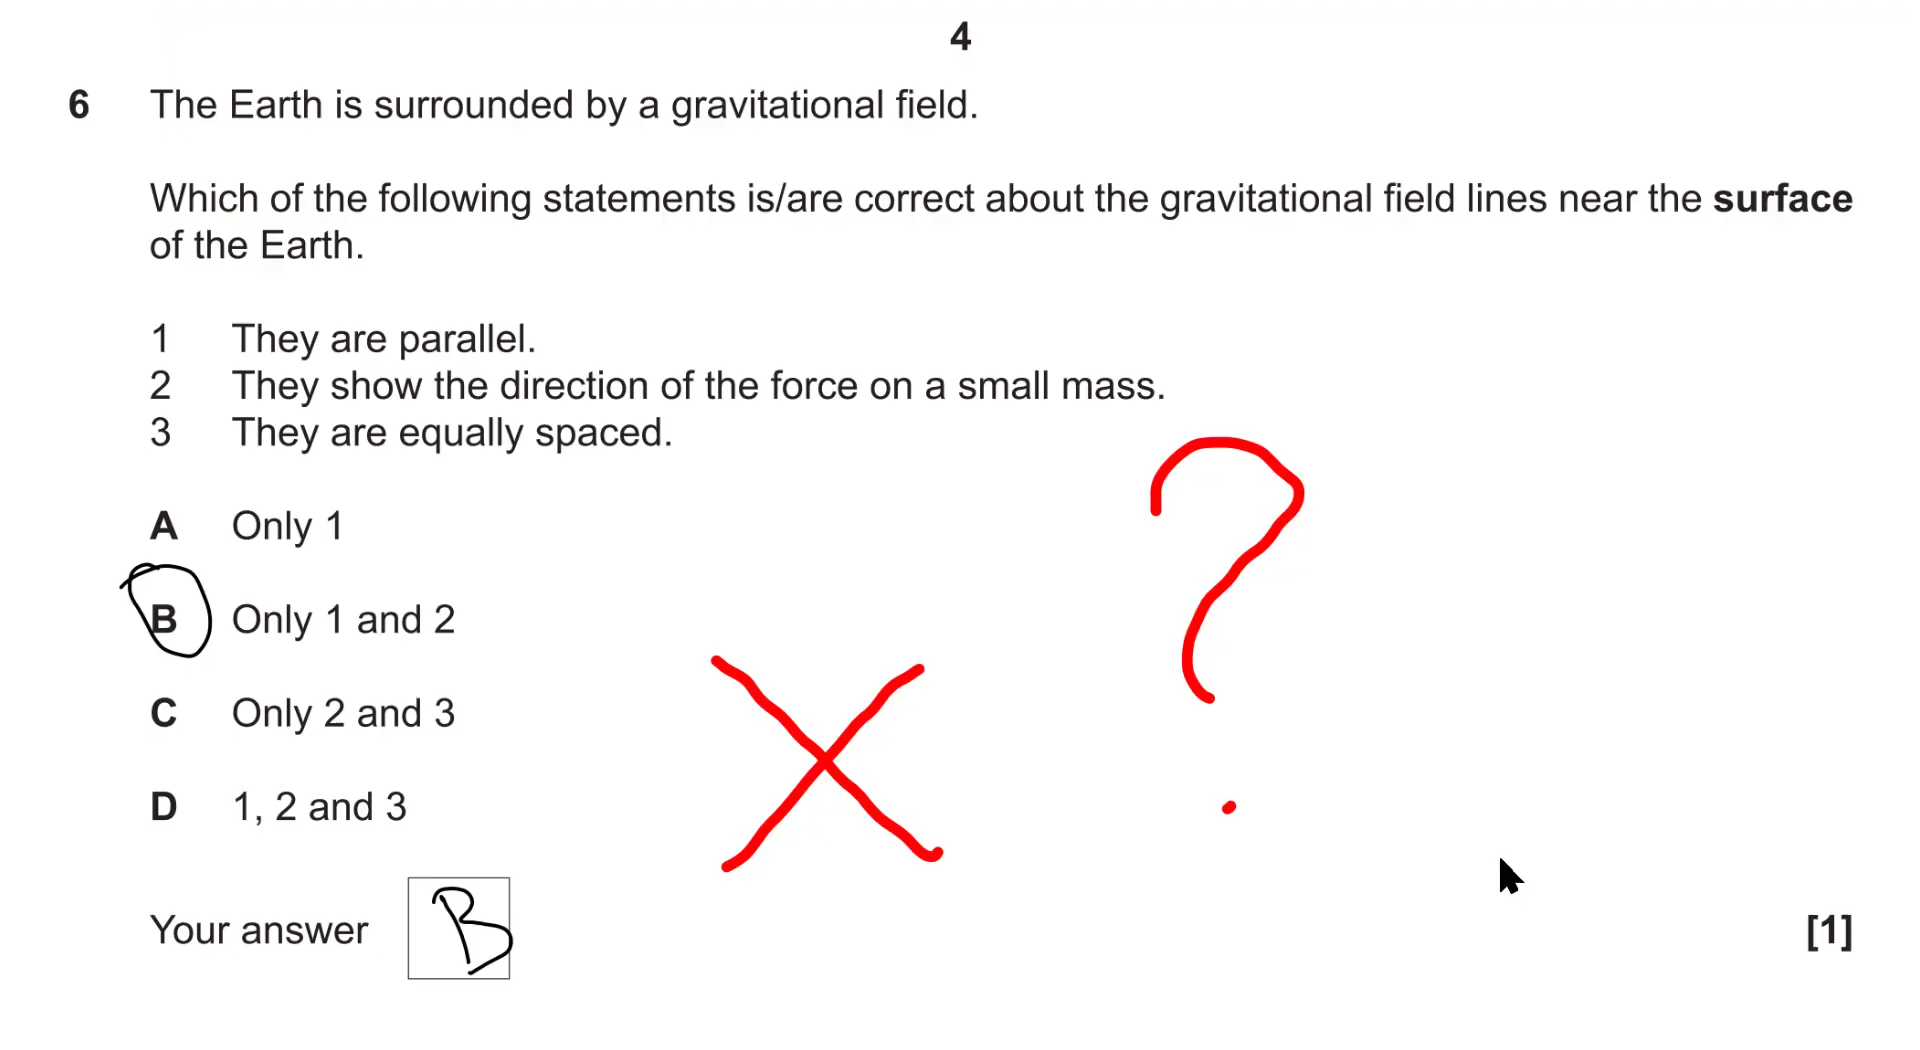 4
6 The Earth is surrounded by a gravitational field.
Which of the following statements is/are correct about the gravitational field lines near the surface
of the Earth.
1 They are parallel.
2 They show the direction of the force on a small mass.
3 They are equally spaced.
A Only 1
B Only 1 and 2
C Only 2 and 3
D 1, 2 and 3
?
Your answer B [1]